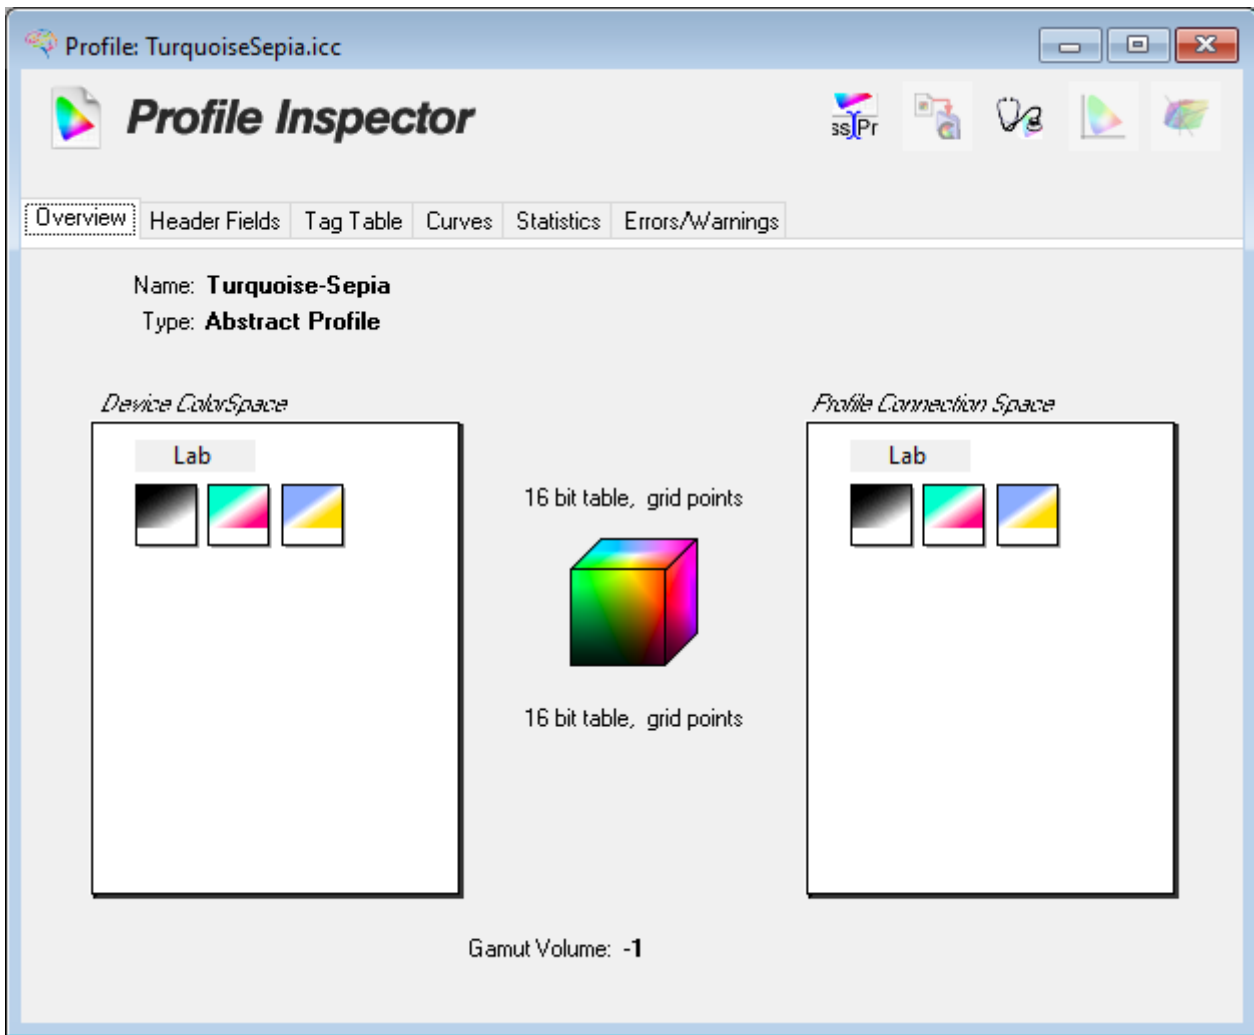 Profile: TurquoiseSepia.icc
Profile Inspector
ss Pr
Overview Header Fields Tag Table Curves Statistics Errors/Warnings
Name: Turquoise-Sepia
Type: Abstract Profile
Device ColorSpace
Profile Connection Space
Lab
Lab
16 bit table, grid points
16 bit table, grid points
Gamut Volume: -1